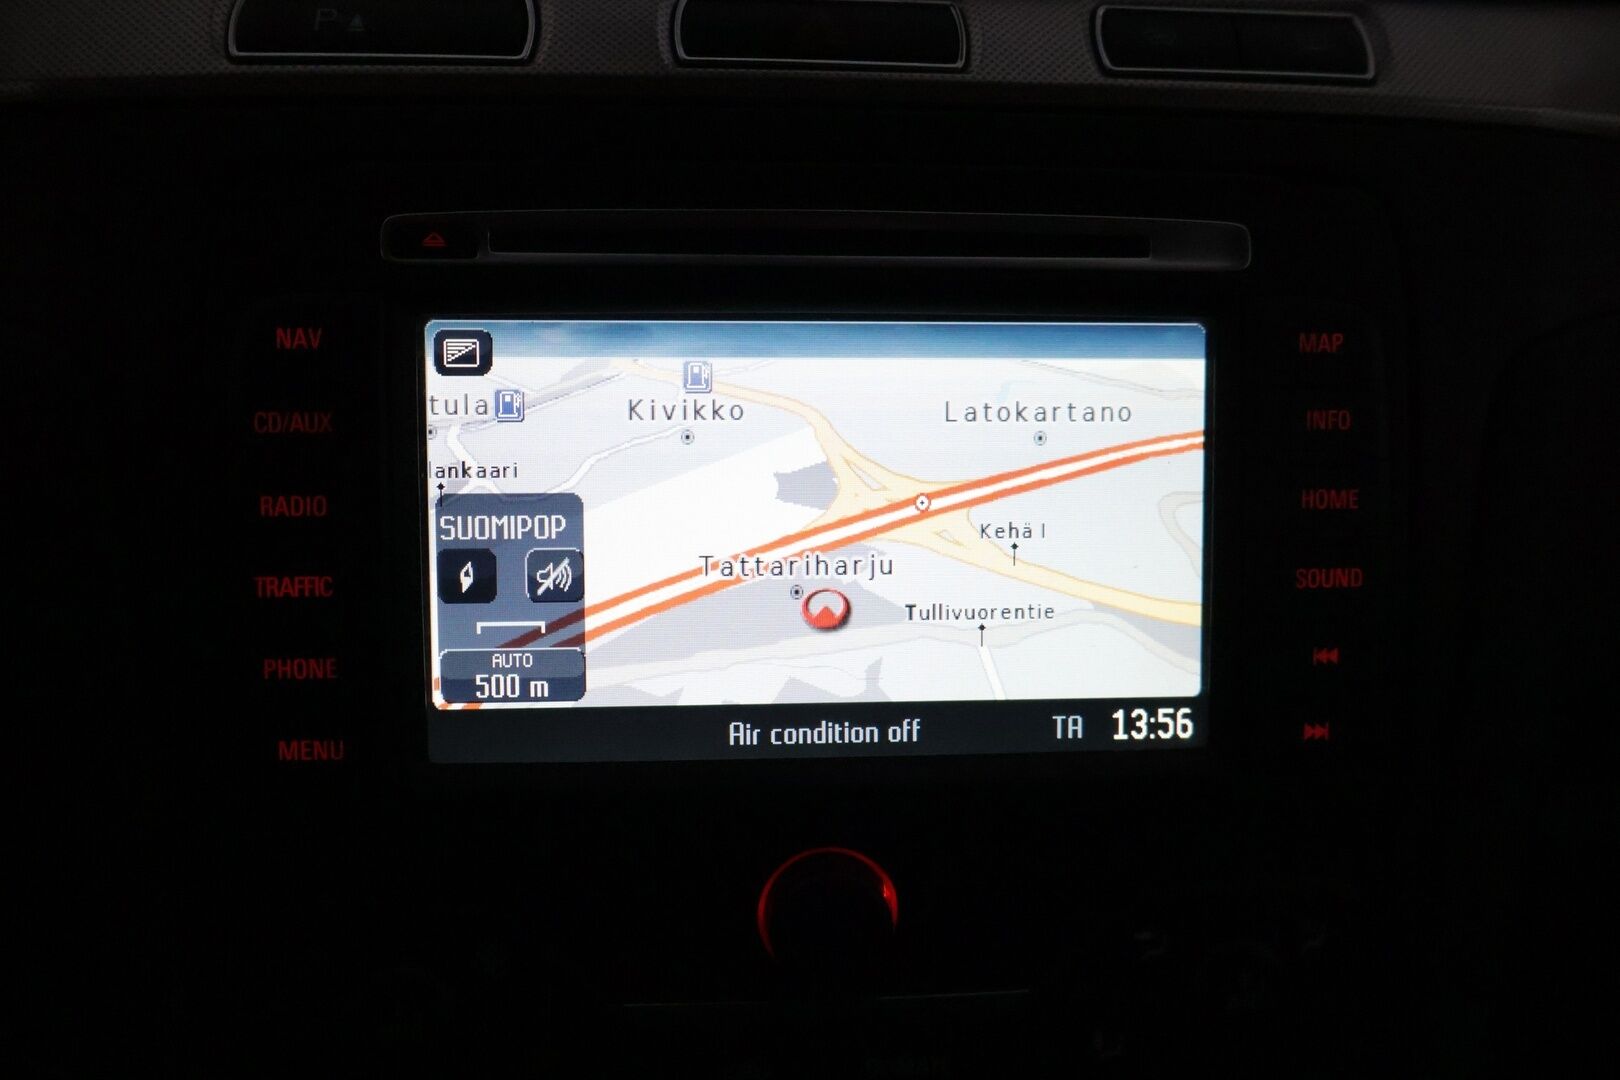 P
NAV
CD/AUX
RADIO
TRAFFIC
PHONE
MENU
tula
Kivikko
Latokartano
lankaari
SUOMIPOP
Kehä I
Tattariharju
Tullivuorentie
AUTO
500 m
Air condition off
TA
13:56
MAP
INFO
HOME
SOUND